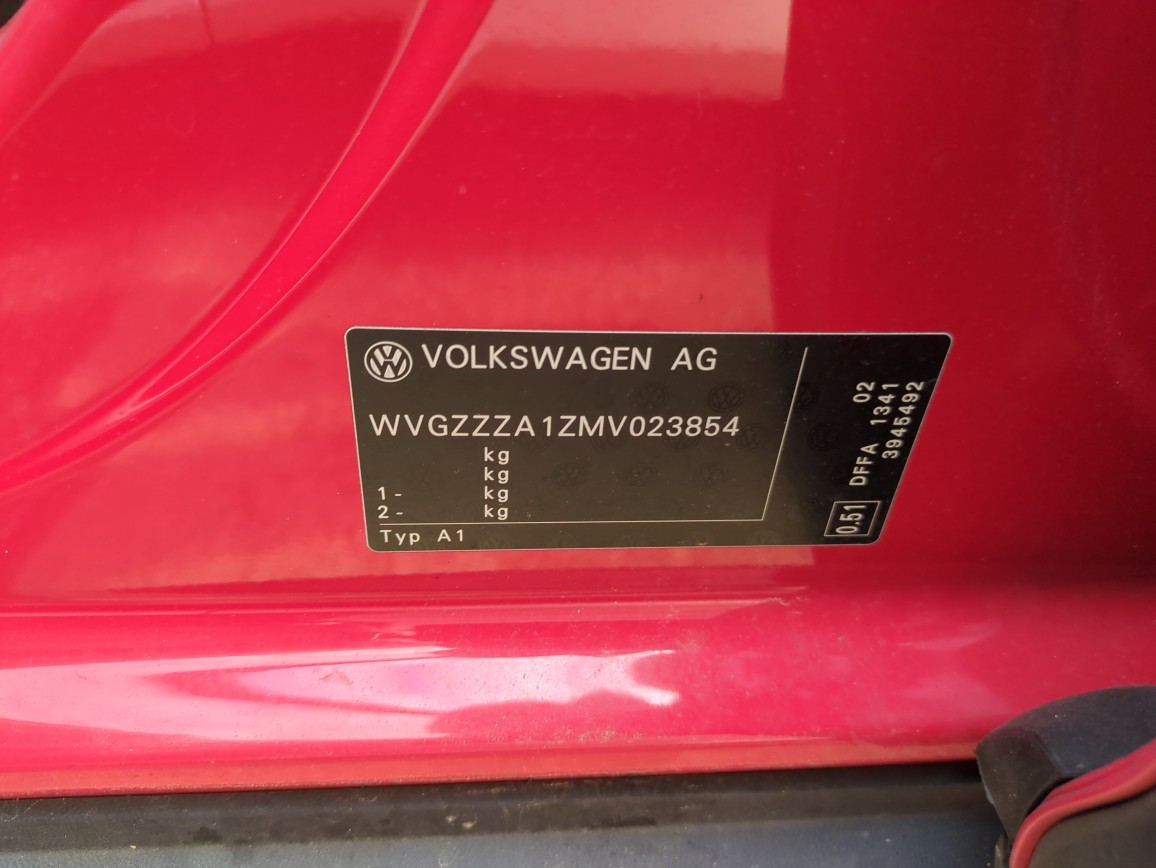 VOLKSWAGEN AG
WVGZZZA1ZMV023854
kg
kg
1- kg
2- kg
Typ A1
0.51
DFFA 1341 02
3945492